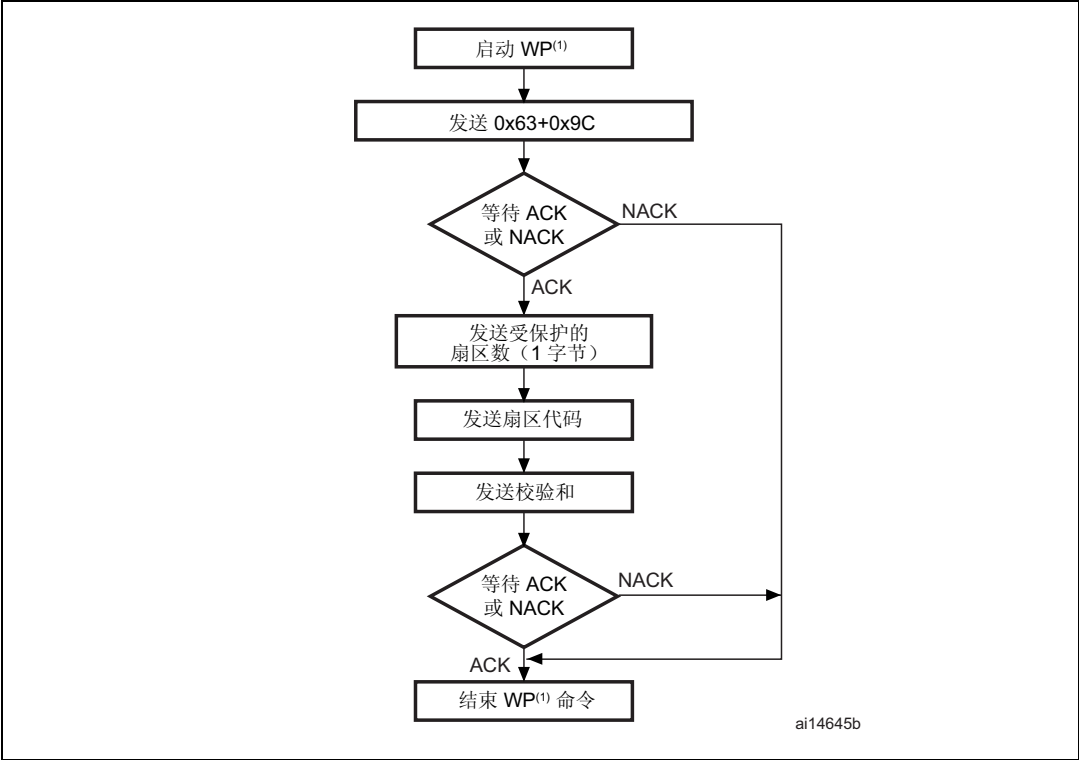 启动 WP(1)
发送 0x63+0x9C
等待 ACK
或 NACK
NACK
ACK
发送受保护的
扇区数（1 字节）
发送扇区代码
发送校验和
等待 ACK
或 NACK
NACK
ACK
结束 WP(1) 命令
ai14645b